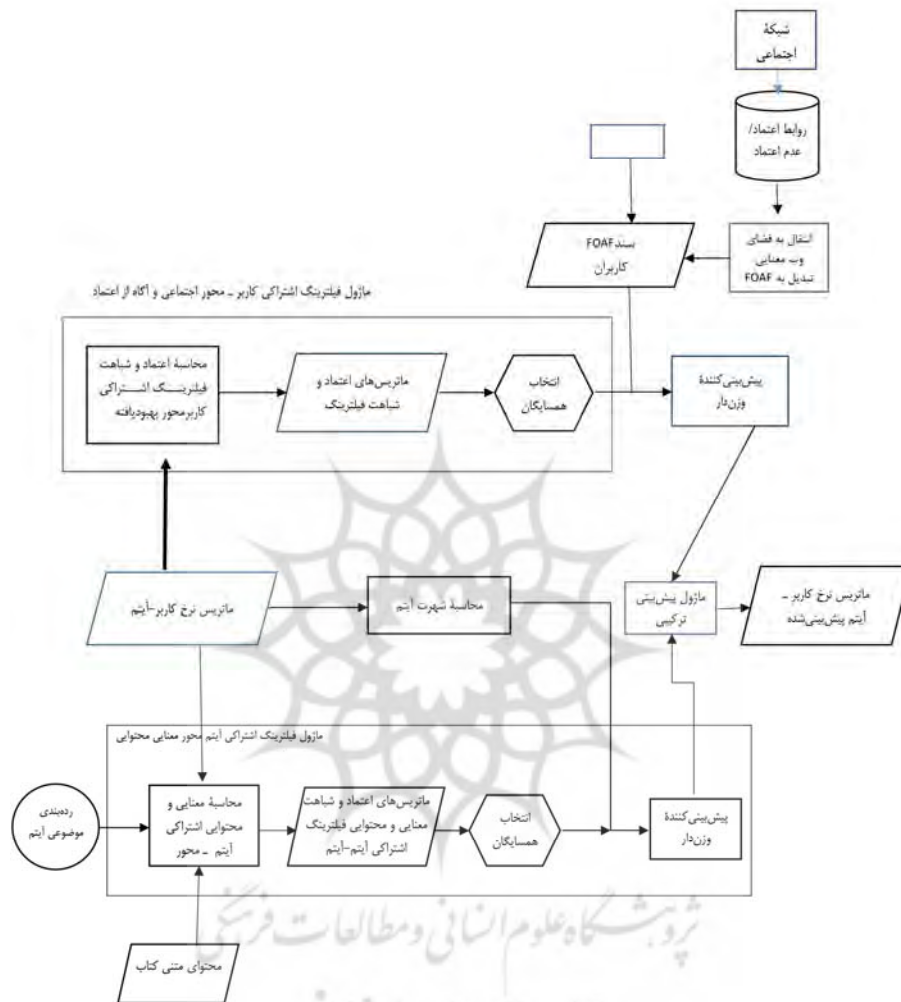 شبکهٔ
اجتماعی
روابط اعتماد/
عدم اعتماد
انتقال به فضای
وب معنایی
تبدیل به FOAF
سند FOAF
کاربران
ماژول فیلترینگ اشتراکی کاربر ـ محور اجتماعی و آگاه از اعتماد
محاسبهٔ اعتماد و شباهت
فیلترینگ اشتراکی
کاربرمحور بهبودیافته
ماتریس‌های اعتماد و
شباهت فیلترینگ
انتخاب
همسایگان
پیش‌بینی‌کنندهٔ
وزن‌دار
ماتریس نرخ کاربر-آیتم
محاسبهٔ شهرت آیتم
ماژول پیش‌بینی
ترکیبی
ماتریس نرخ کاربر ـ
آیتم پیش‌بینی‌شده
ماژول فیلترینگ اشتراکی آیتم محور معنایی محتوایی
رده‌بندی
موضوعی آیتم
محاسبهٔ معنایی و
محتوایی اشتراکی
آیتم ـ محور
ماتریس‌های اعتماد و شباهت
معنایی و محتوایی فیلترینگ
اشتراکی آیتم-آیتم
انتخاب
همسایگان
پیش‌بینی‌کنندهٔ
وزن‌دار
محتوای متنی کتاب
پژوهشگاه علوم انسانی و مطالعات فرهنگی